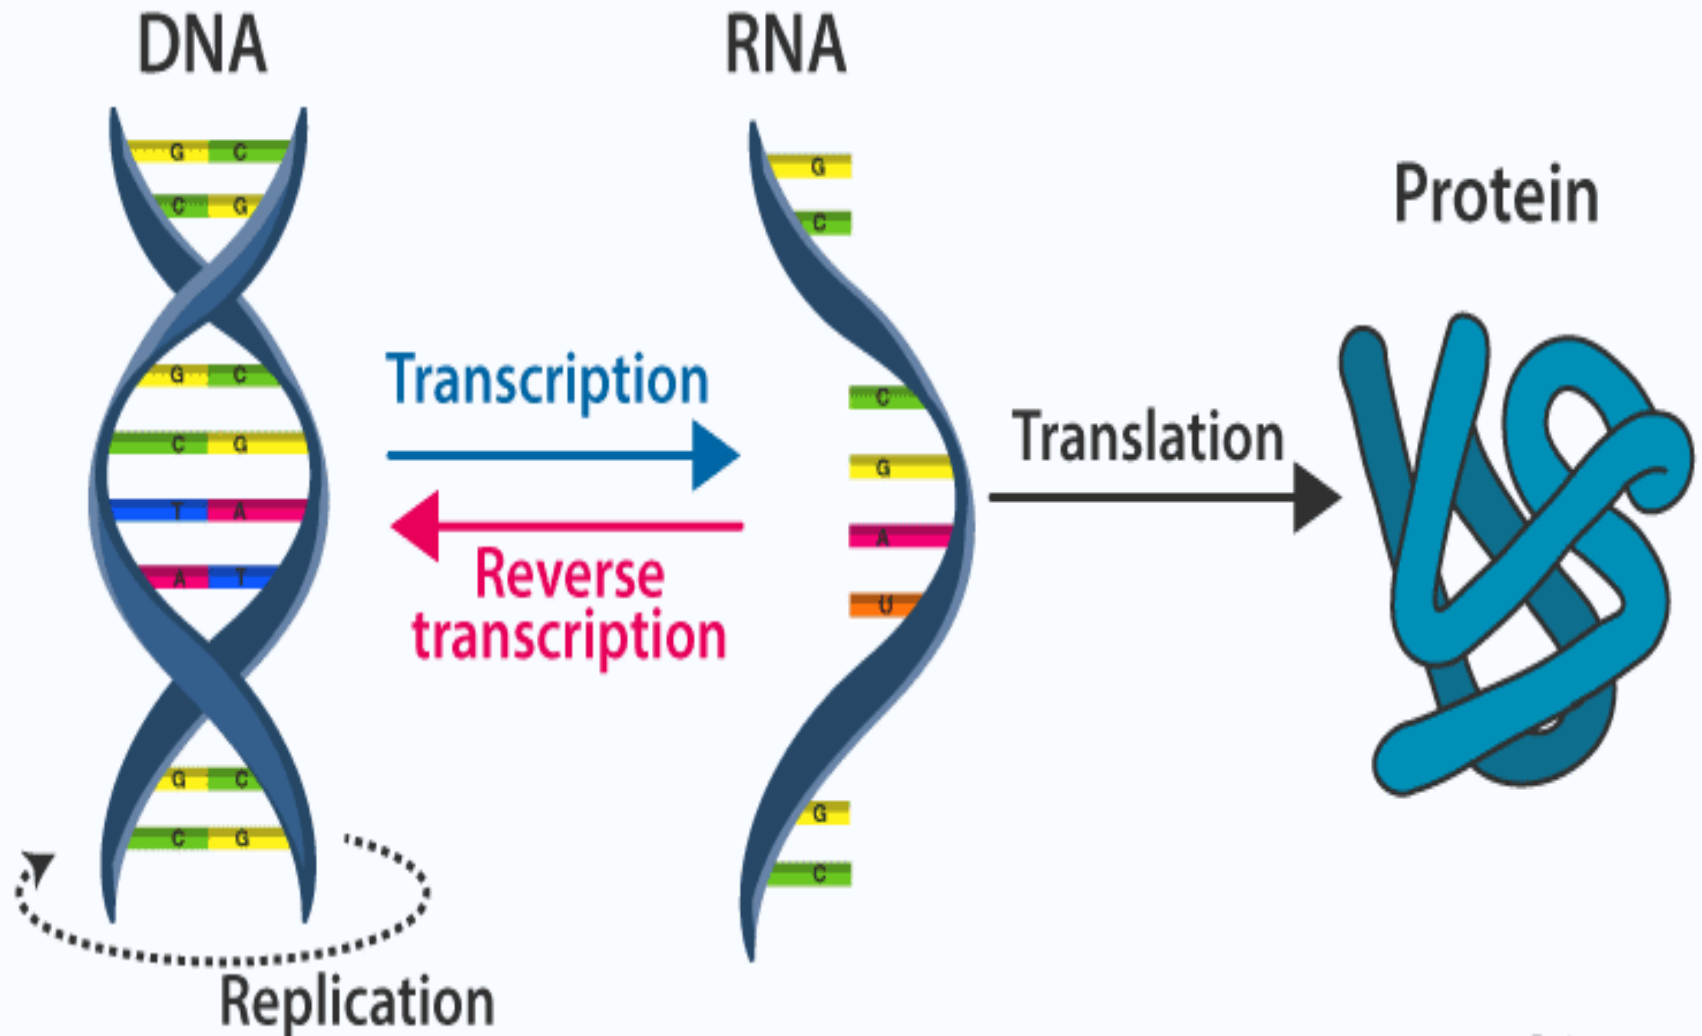 DNA
RNA
Protein
G C
C G
G C
C G
T A
A T
G C
C G
Replication
Transcription
Reverse
transcription
G
C
C
G
A
U
G
C
Translation